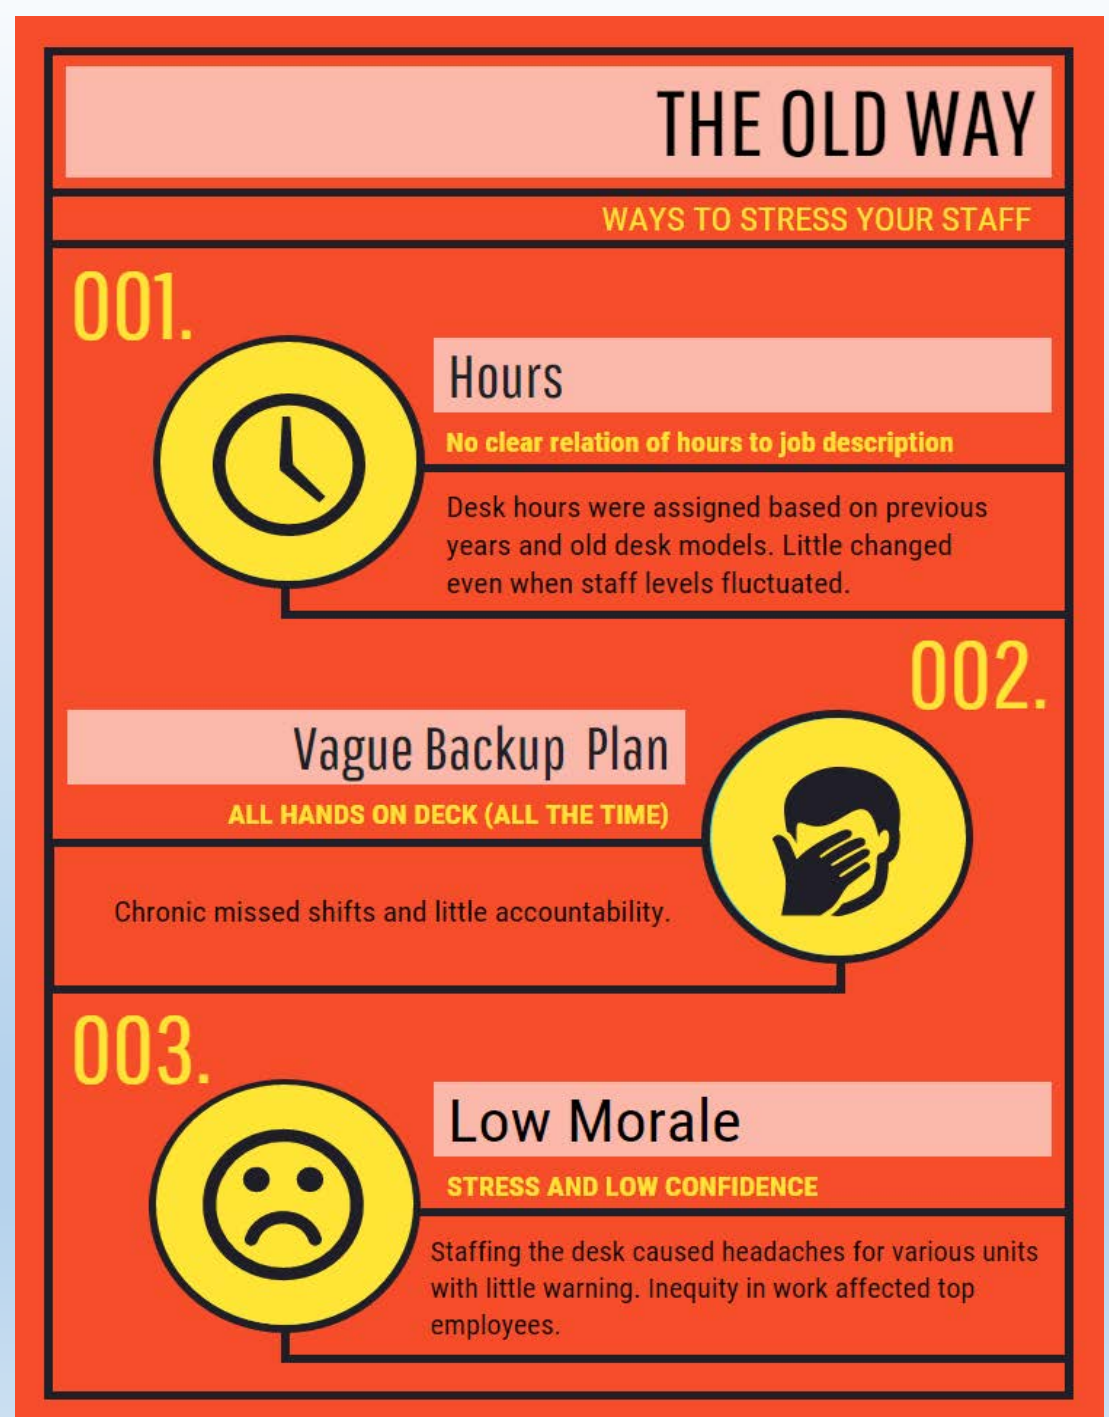 THE OLD WAY
WAYS TO STRESS YOUR STAFF
001.
Hours
No clear relation of hours to job description
Desk hours were assigned based on previous
years and old desk models. Little changed
even when staff levels fluctuated.
002.
Vague Backup Plan
ALL HANDS ON DECK (ALL THE TIME)
Chronic missed shifts and little accountability.
003.
Low Morale
STRESS AND LOW CONFIDENCE
Staffing the desk caused headaches for various units
with little warning. Inequity in work affected top
employees.